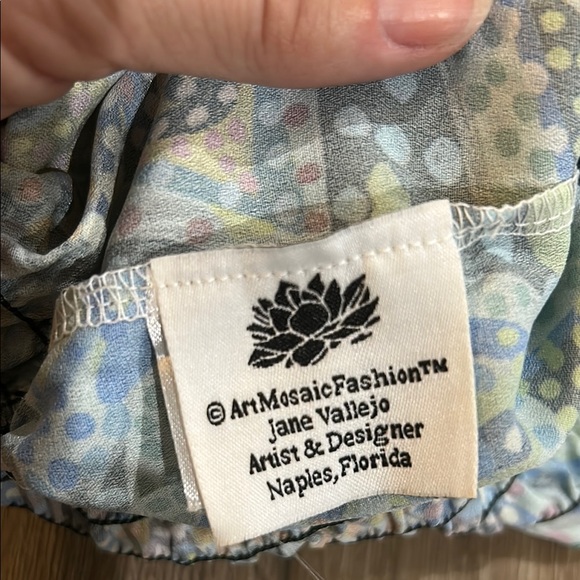 © ArtMosaicFashion™
Jane Vallejo
Artist & Designer
Naples, Florida